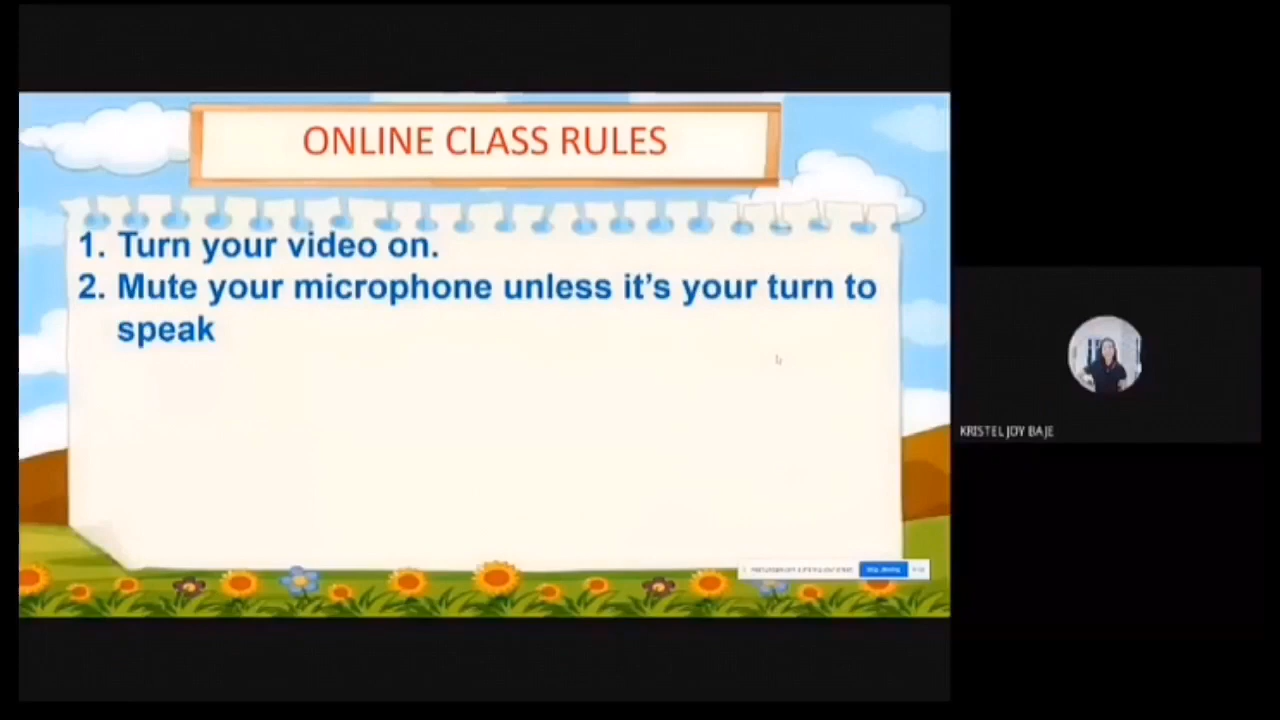 ONLINE CLASS RULES
1. Turn your video on.
2. Mute your microphone unless it's your turn to
speak
KRISTEL JOY BAJE